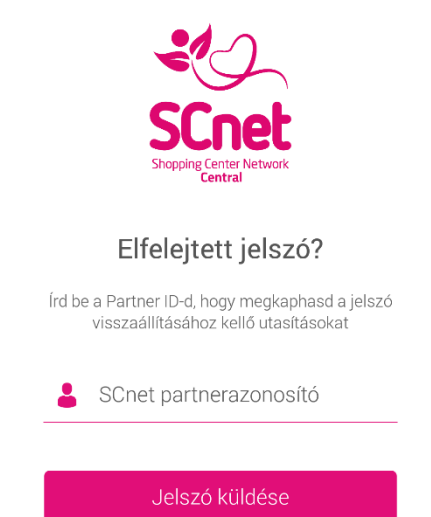 SCnet
Shopping Center Network
Central
Elfelejtett jelszó?
Írd be a Partner ID-d, hogy megkaphasd a jelszó
visszaállításához kellő utasításokat
SCnet partnerazonosító
Jelszó küldése